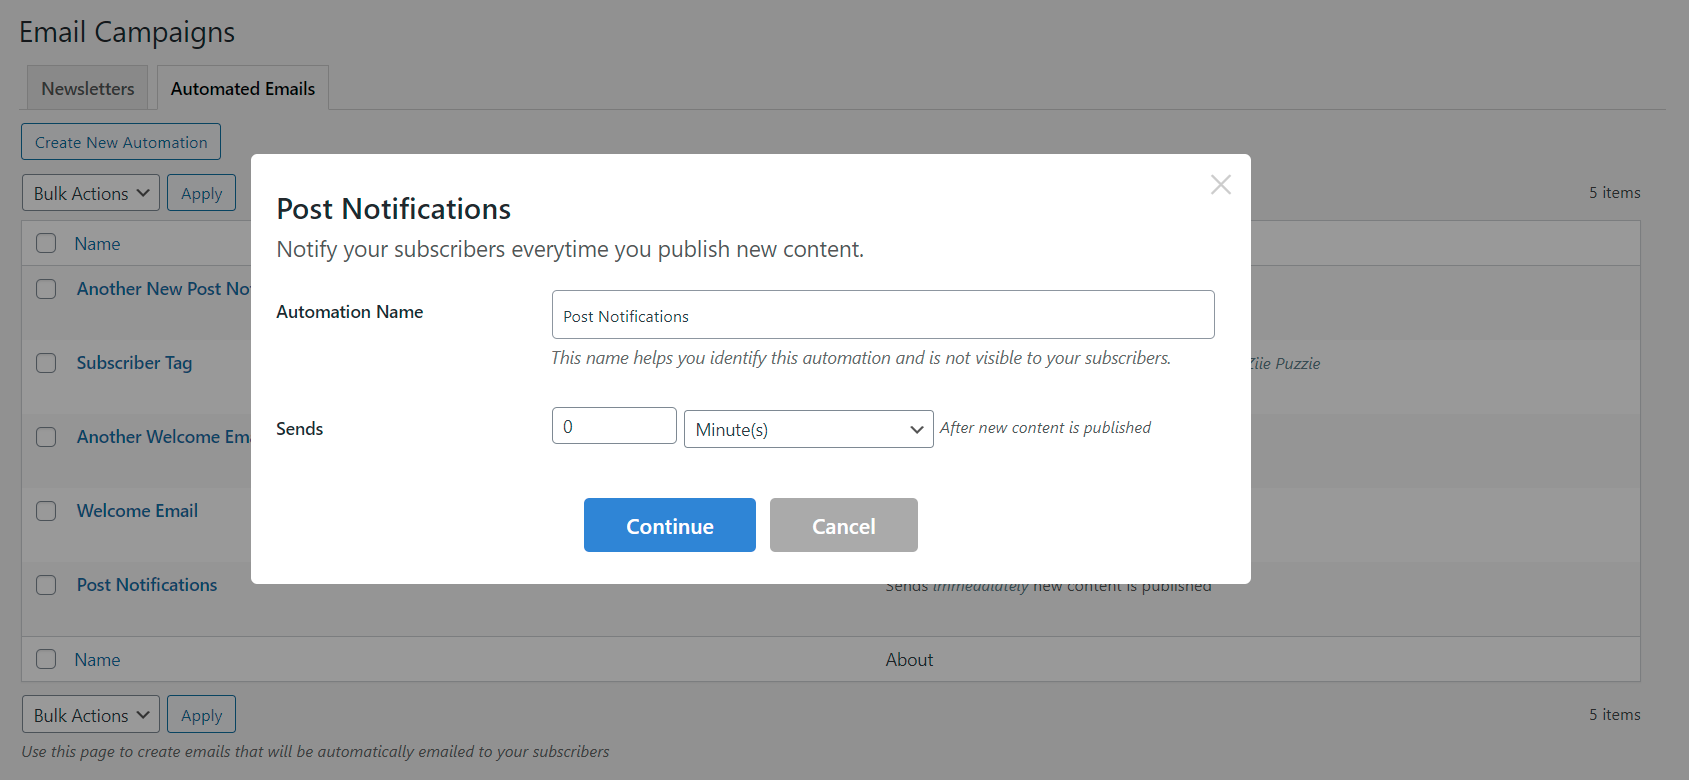 Email Campaigns
Newsletters
Automated Emails
Create New Automation
Bulk Actions
Apply
5 items
Name
Another New Post No
Subscriber Tag
Puzzie
Another Welcome Em
Welcome Email
Post Notifications
Sends immediately new content is published
Name
About
Bulk Actions
Apply
5 items
Use this page to create emails that will be automatically emailed to your subscribers
Post Notifications
Notify your subscribers everytime you publish new content.
Automation Name
Post Notifications
This name helps you identify this automation and is not visible to your subscribers.
Sends
0
Minute(s)
After new content is published
Continue
Cancel